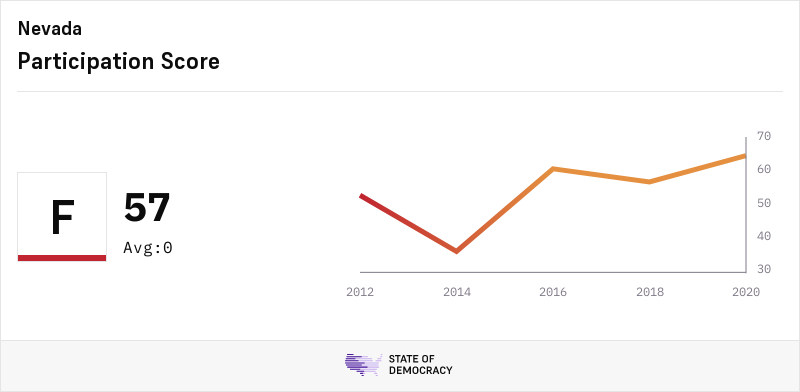 Nevada
Participation Score
F
57
Avg:0
70
60
50
40
30
2012 2014 2016 2018 2020
STATE OF
DEMOCRACY